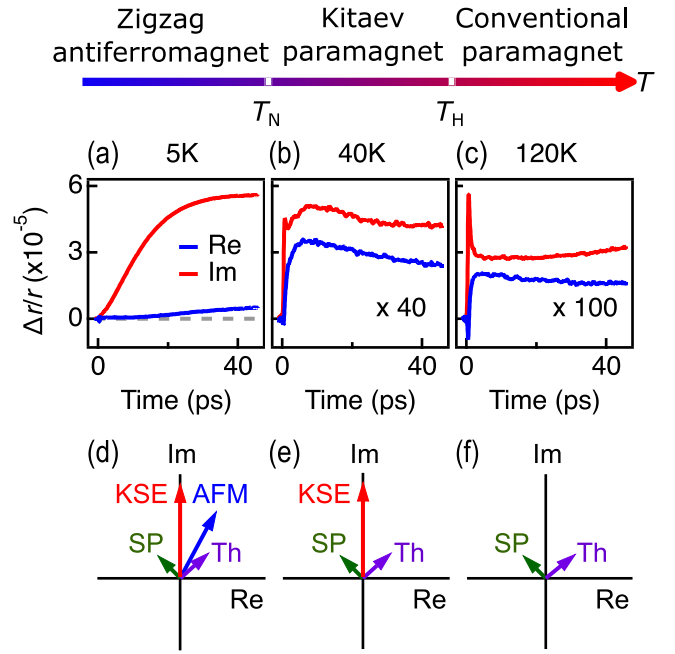 Zigzag
antiferromagnet
Kitaev
paramagnet
Conventional
paramagnet
T
T_N
T_H
(a) 5K
(b) 40K
(c) 120K
Δr/r (x10⁻⁵)
6
3
0
Re
Im
x 40
x 100
0 40
0 40
0 40
Time (ps)
Time (ps)
Time (ps)
(d) Im
KSE AFM
SP Th
Re
(e) Im
KSE
SP Th
Re
(f) Im
SP Th
Re